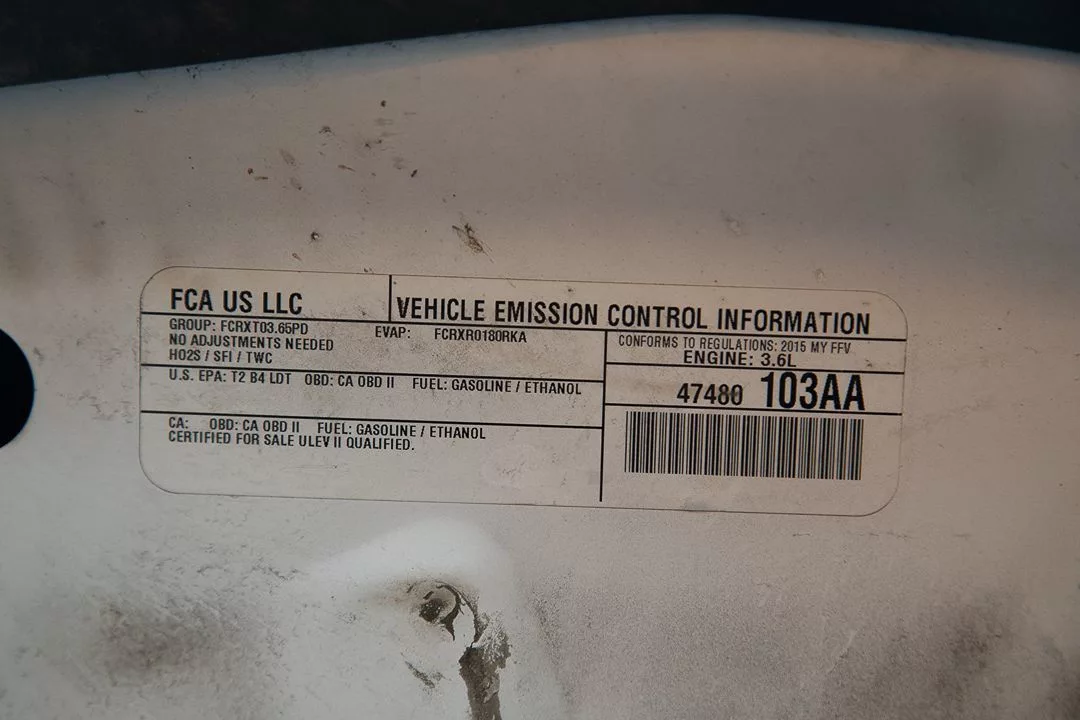 FCA US LLC
VEHICLE EMISSION CONTROL INFORMATION
GROUP: FCRXT03.65PD EVAP: FCRXR0180RKA
NO ADJUSTMENTS NEEDED
HO2S / SFI / TWC
CONFORMS TO REGULATIONS: 2015 MY FFV
ENGINE: 3.6L
U.S. EPA: T2 B4 LDT OBD: CA OBD II FUEL: GASOLINE / ETHANOL
47480 103AA
CA: OBD: CA OBD II FUEL: GASOLINE / ETHANOL
CERTIFIED FOR SALE ULEV II QUALIFIED.